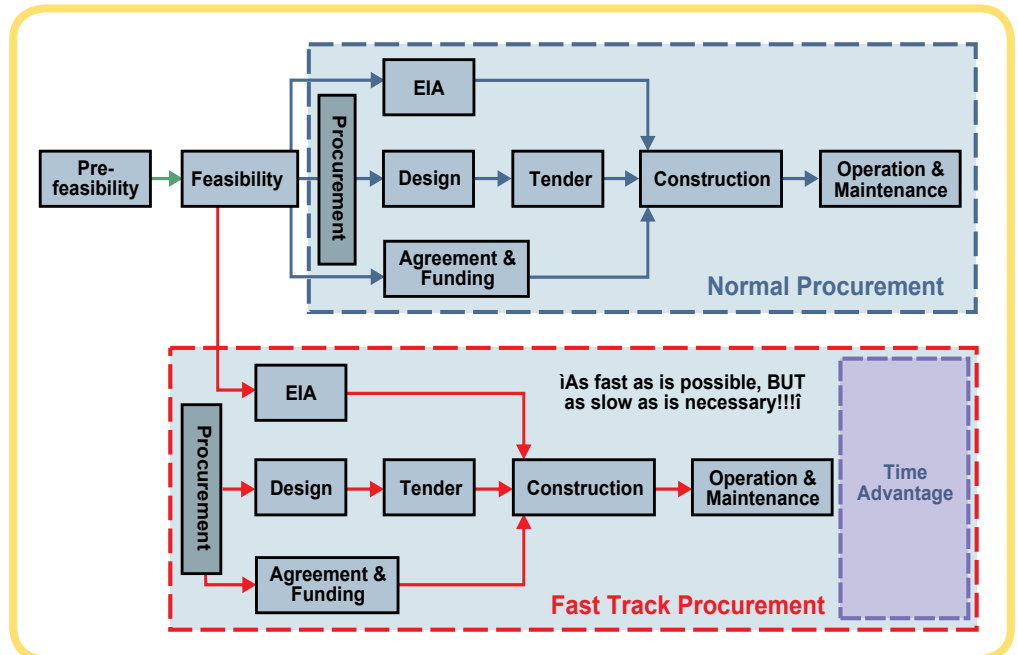 EIA
Procurement
Pre-
feasibility
Feasibility
Design
Tender
Construction
Operation &
Maintenance
Agreement &
Funding
Normal Procurement
EIA
ìAs fast as is possible, BUT
as slow as is necessary!!!î
Procurement
Design
Tender
Construction
Operation &
Maintenance
Time
Advantage
Agreement &
Funding
Fast Track Procurement